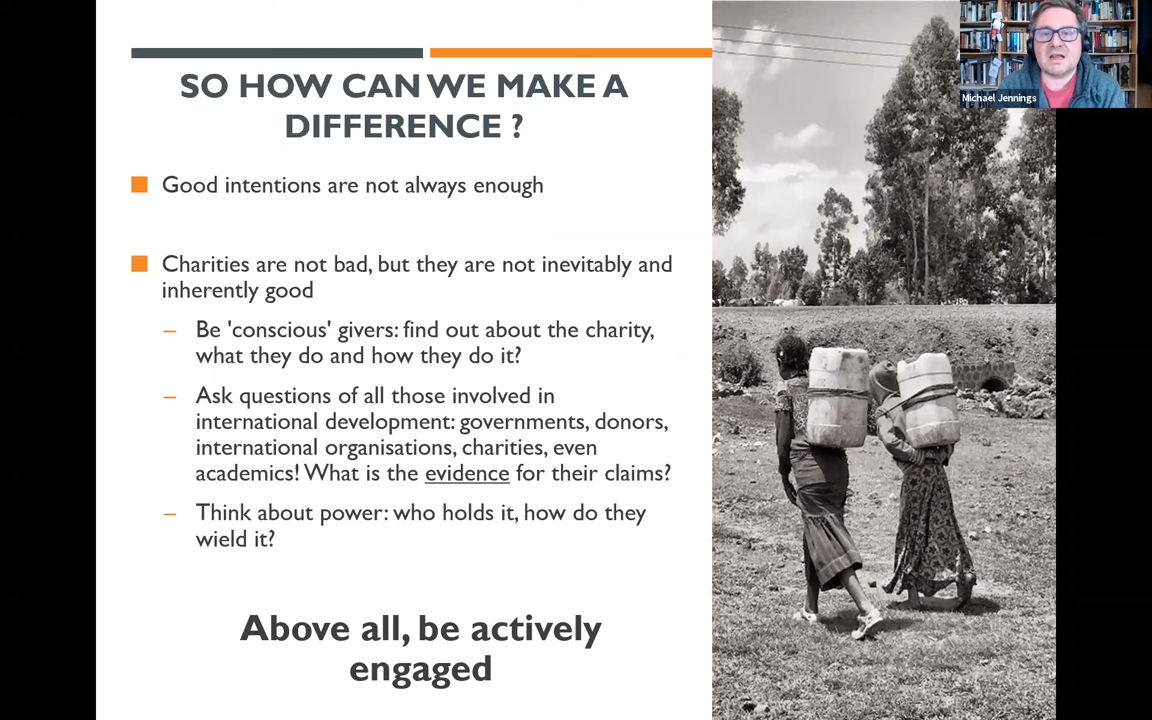 SO HOW CAN WE MAKE A
DIFFERENCE ?
Good intentions are not always enough
Charities are not bad, but they are not inevitably and
inherently good
– Be 'conscious' givers: find out about the charity,
what they do and how they do it?
– Ask questions of all those involved in
international development: governments, donors,
international organisations, charities, even
academics! What is the evidence for their claims?
– Think about power: who holds it, how do they
wield it?
Above all, be actively
engaged
Michael Jennings